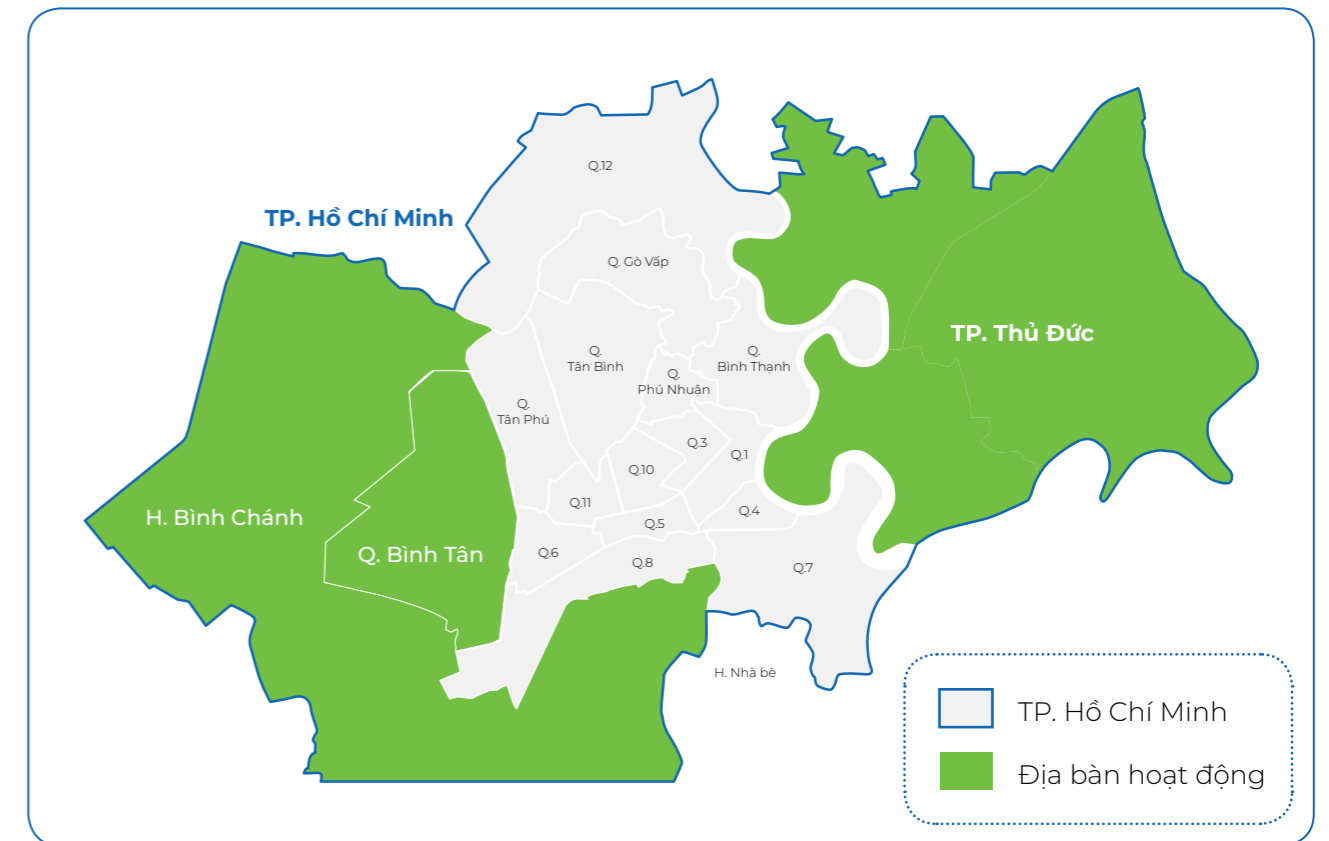 Q.12
TP. Hồ Chí Minh
Q. Gò Vấp
TP. Thủ Đức
Q.
Tân Bình
Q.
Bình Thạnh
Q.
Phú Nhuận
Q.
Tân Phú
Q.3
Q.1
Q.10
Q.11
Q.4
H. Bình Chánh
Q.5
Q. Bình Tân
Q.6
Q.8
Q.7
H. Nhà bè
TP. Hồ Chí Minh
Địa bàn hoạt động